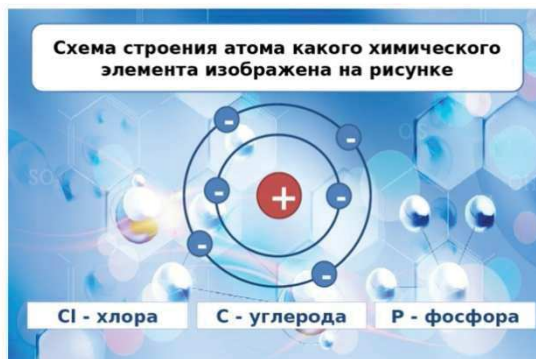 Схема строения атома какого химического
элемента изображена на рисунке
+
-
-
-
-
-
-
Cl - хлора
C - углерода
P - фосфора